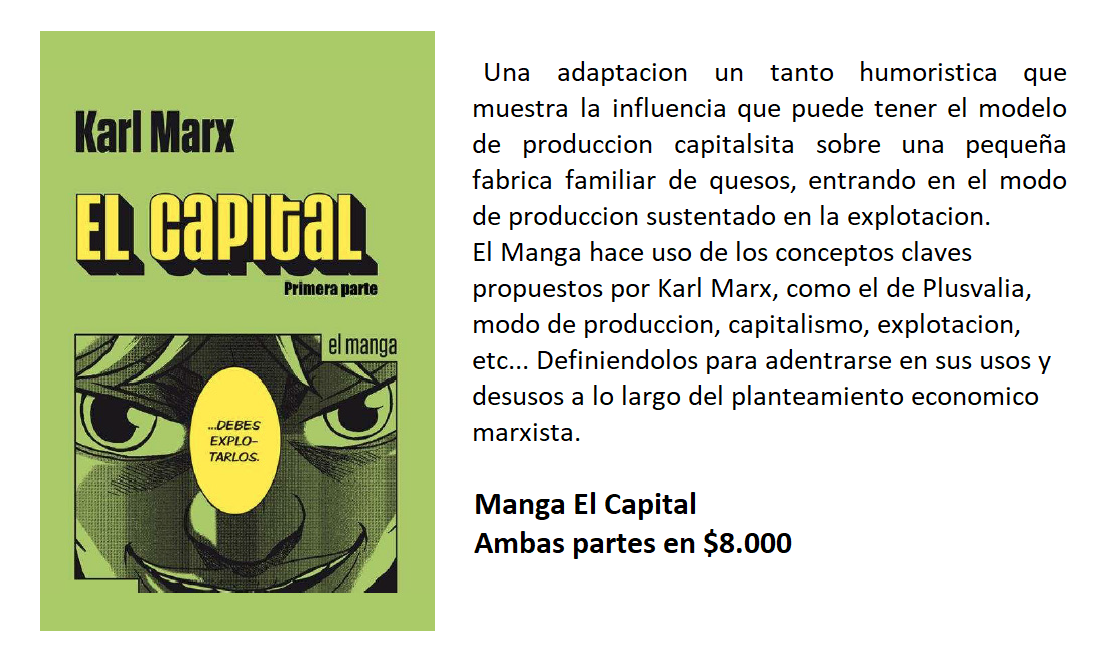 Karl Marx
EL CAPITAL
Primera parte
el manga
...DEBES
EXPLO-
TARLOS.
Una adaptacion un tanto humoristica que
muestra la influencia que puede tener el modelo
de produccion capitalsita sobre una pequeña
fabrica familiar de quesos, entrando en el modo
de produccion sustentado en la explotacion.
El Manga hace uso de los conceptos claves
propuestos por Karl Marx, como el de Plusvalia,
modo de produccion, capitalismo, explotacion,
etc... Definiendolos para adentrarse en sus usos y
desusos a lo largo del planteamiento economico
marxista.
Manga El Capital
Ambas partes en $8.000